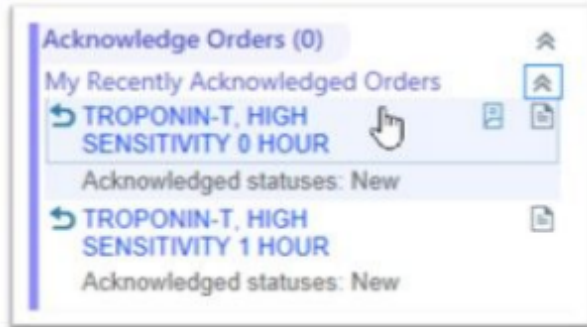 Acknowledge Orders (0)
My Recently Acknowledged Orders
TROPONIN-T, HIGH
SENSITIVITY 0 HOUR
Acknowledged statuses: New
TROPONIN-T, HIGH
SENSITIVITY 1 HOUR
Acknowledged statuses: New